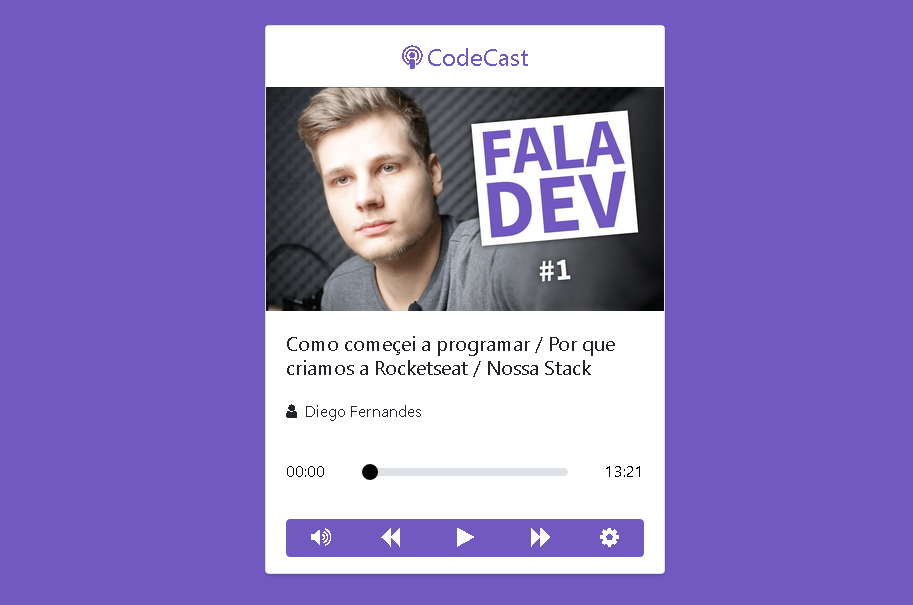 CodeCast
FALA
DEV
#1
Como começei a programar / Por que
criamos a Rocketseat / Nossa Stack
Diego Fernandes
00:00
13:21